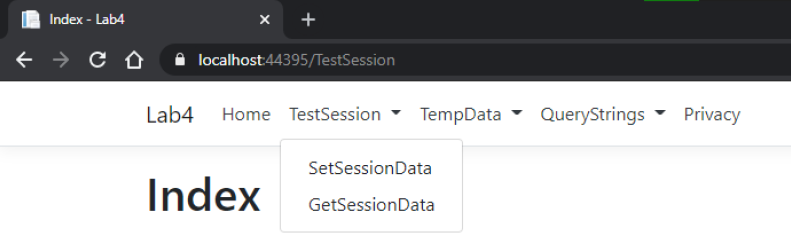 Index - Lab4
localhost:44395/TestSession
Lab4 Home TestSession TempData QueryStrings Privacy
SetSessionData
Index
GetSessionData